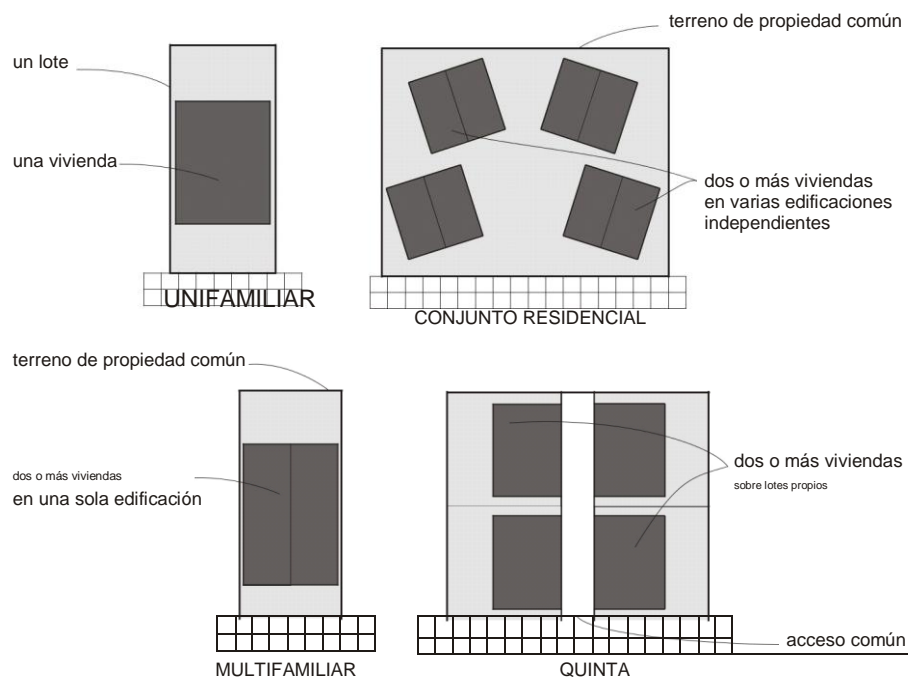 terreno de propiedad común
un lote
una vivienda
dos o más viviendas
en varias edificaciones
independientes
UNIFAMILIAR
CONJUNTO RESIDENCIAL
terreno de propiedad común
dos o más viviendas
en una sola edificación
dos o más viviendas
sobre lotes propios
acceso común
MULTIFAMILIAR
QUINTA